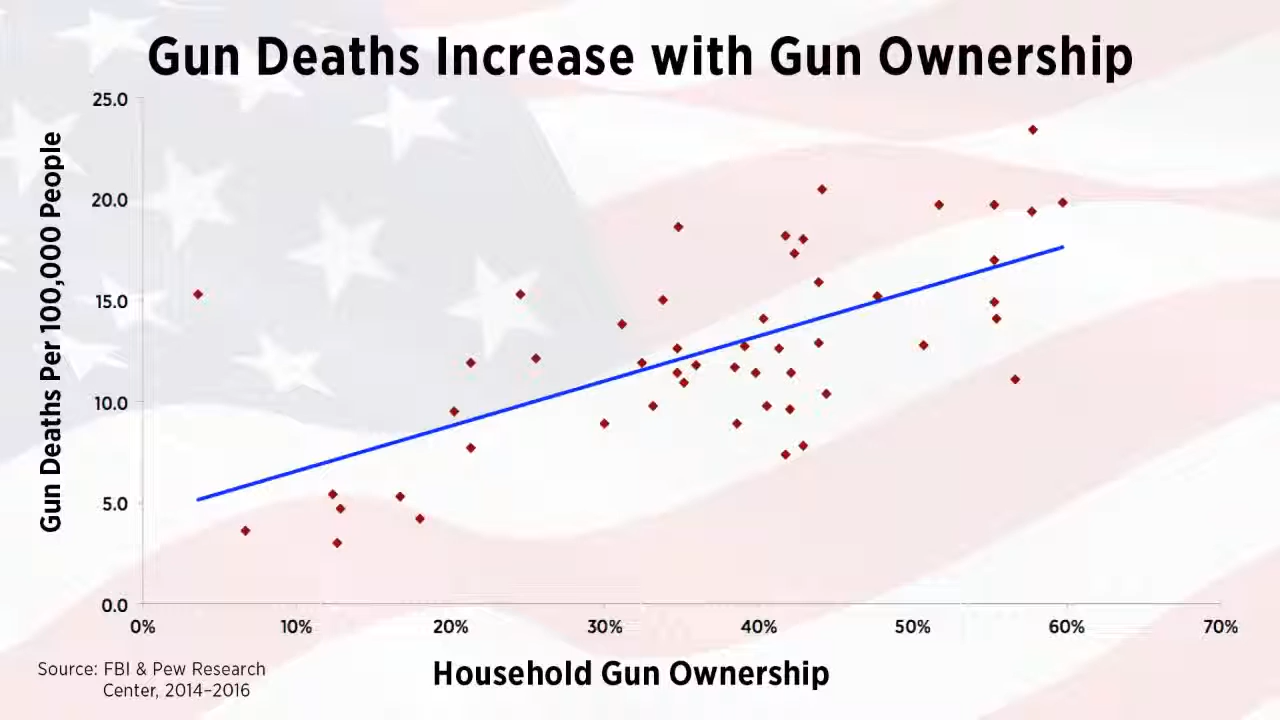 Gun Deaths Increase with Gun Ownership
Gun Deaths Per 100,000 People
25.0
20.0
15.0
10.0
5.0
0.0
0% 10% 20% 30% 40% 50% 60% 70%
Household Gun Ownership
Source: FBI & Pew Research
Center, 2014–2016